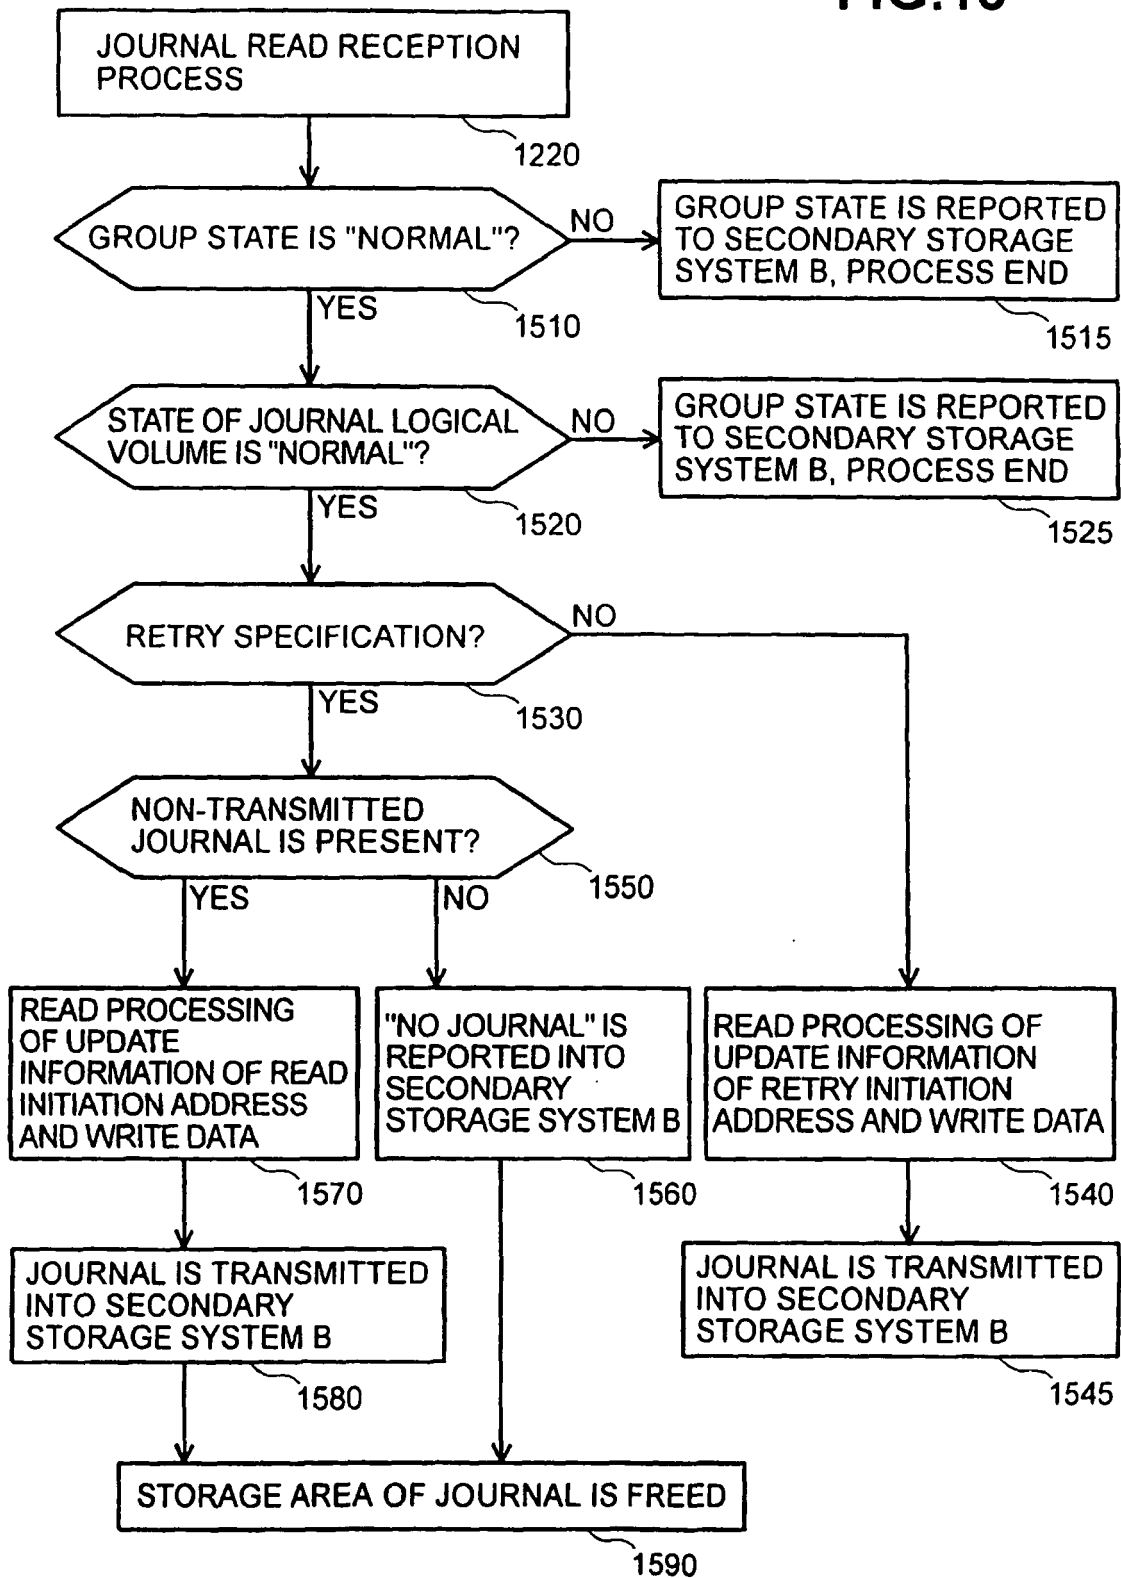 JOURNAL READ RECEPTION
PROCESS
1220
GROUP STATE IS "NORMAL"?
NO
GROUP STATE IS REPORTED
TO SECONDARY STORAGE
SYSTEM B, PROCESS END
YES
1510
1515
STATE OF JOURNAL LOGICAL
VOLUME IS "NORMAL"?
NO
GROUP STATE IS REPORTED
TO SECONDARY STORAGE
SYSTEM B, PROCESS END
YES
1520
1525
RETRY SPECIFICATION?
NO
YES
1530
NON-TRANSMITTED
JOURNAL IS PRESENT?
1550
YES
NO
READ PROCESSING
OF UPDATE
INFORMATION OF READ
INITIATION ADDRESS
AND WRITE DATA
1570
"NO JOURNAL" IS
REPORTED INTO
SECONDARY
STORAGE SYSTEM B
1560
READ PROCESSING OF
UPDATE INFORMATION
OF RETRY INITIATION
ADDRESS AND WRITE DATA
1540
JOURNAL IS TRANSMITTED
INTO SECONDARY
STORAGE SYSTEM B
1580
JOURNAL IS TRANSMITTED
INTO SECONDARY
STORAGE SYSTEM B
1545
STORAGE AREA OF JOURNAL IS FREED
1590